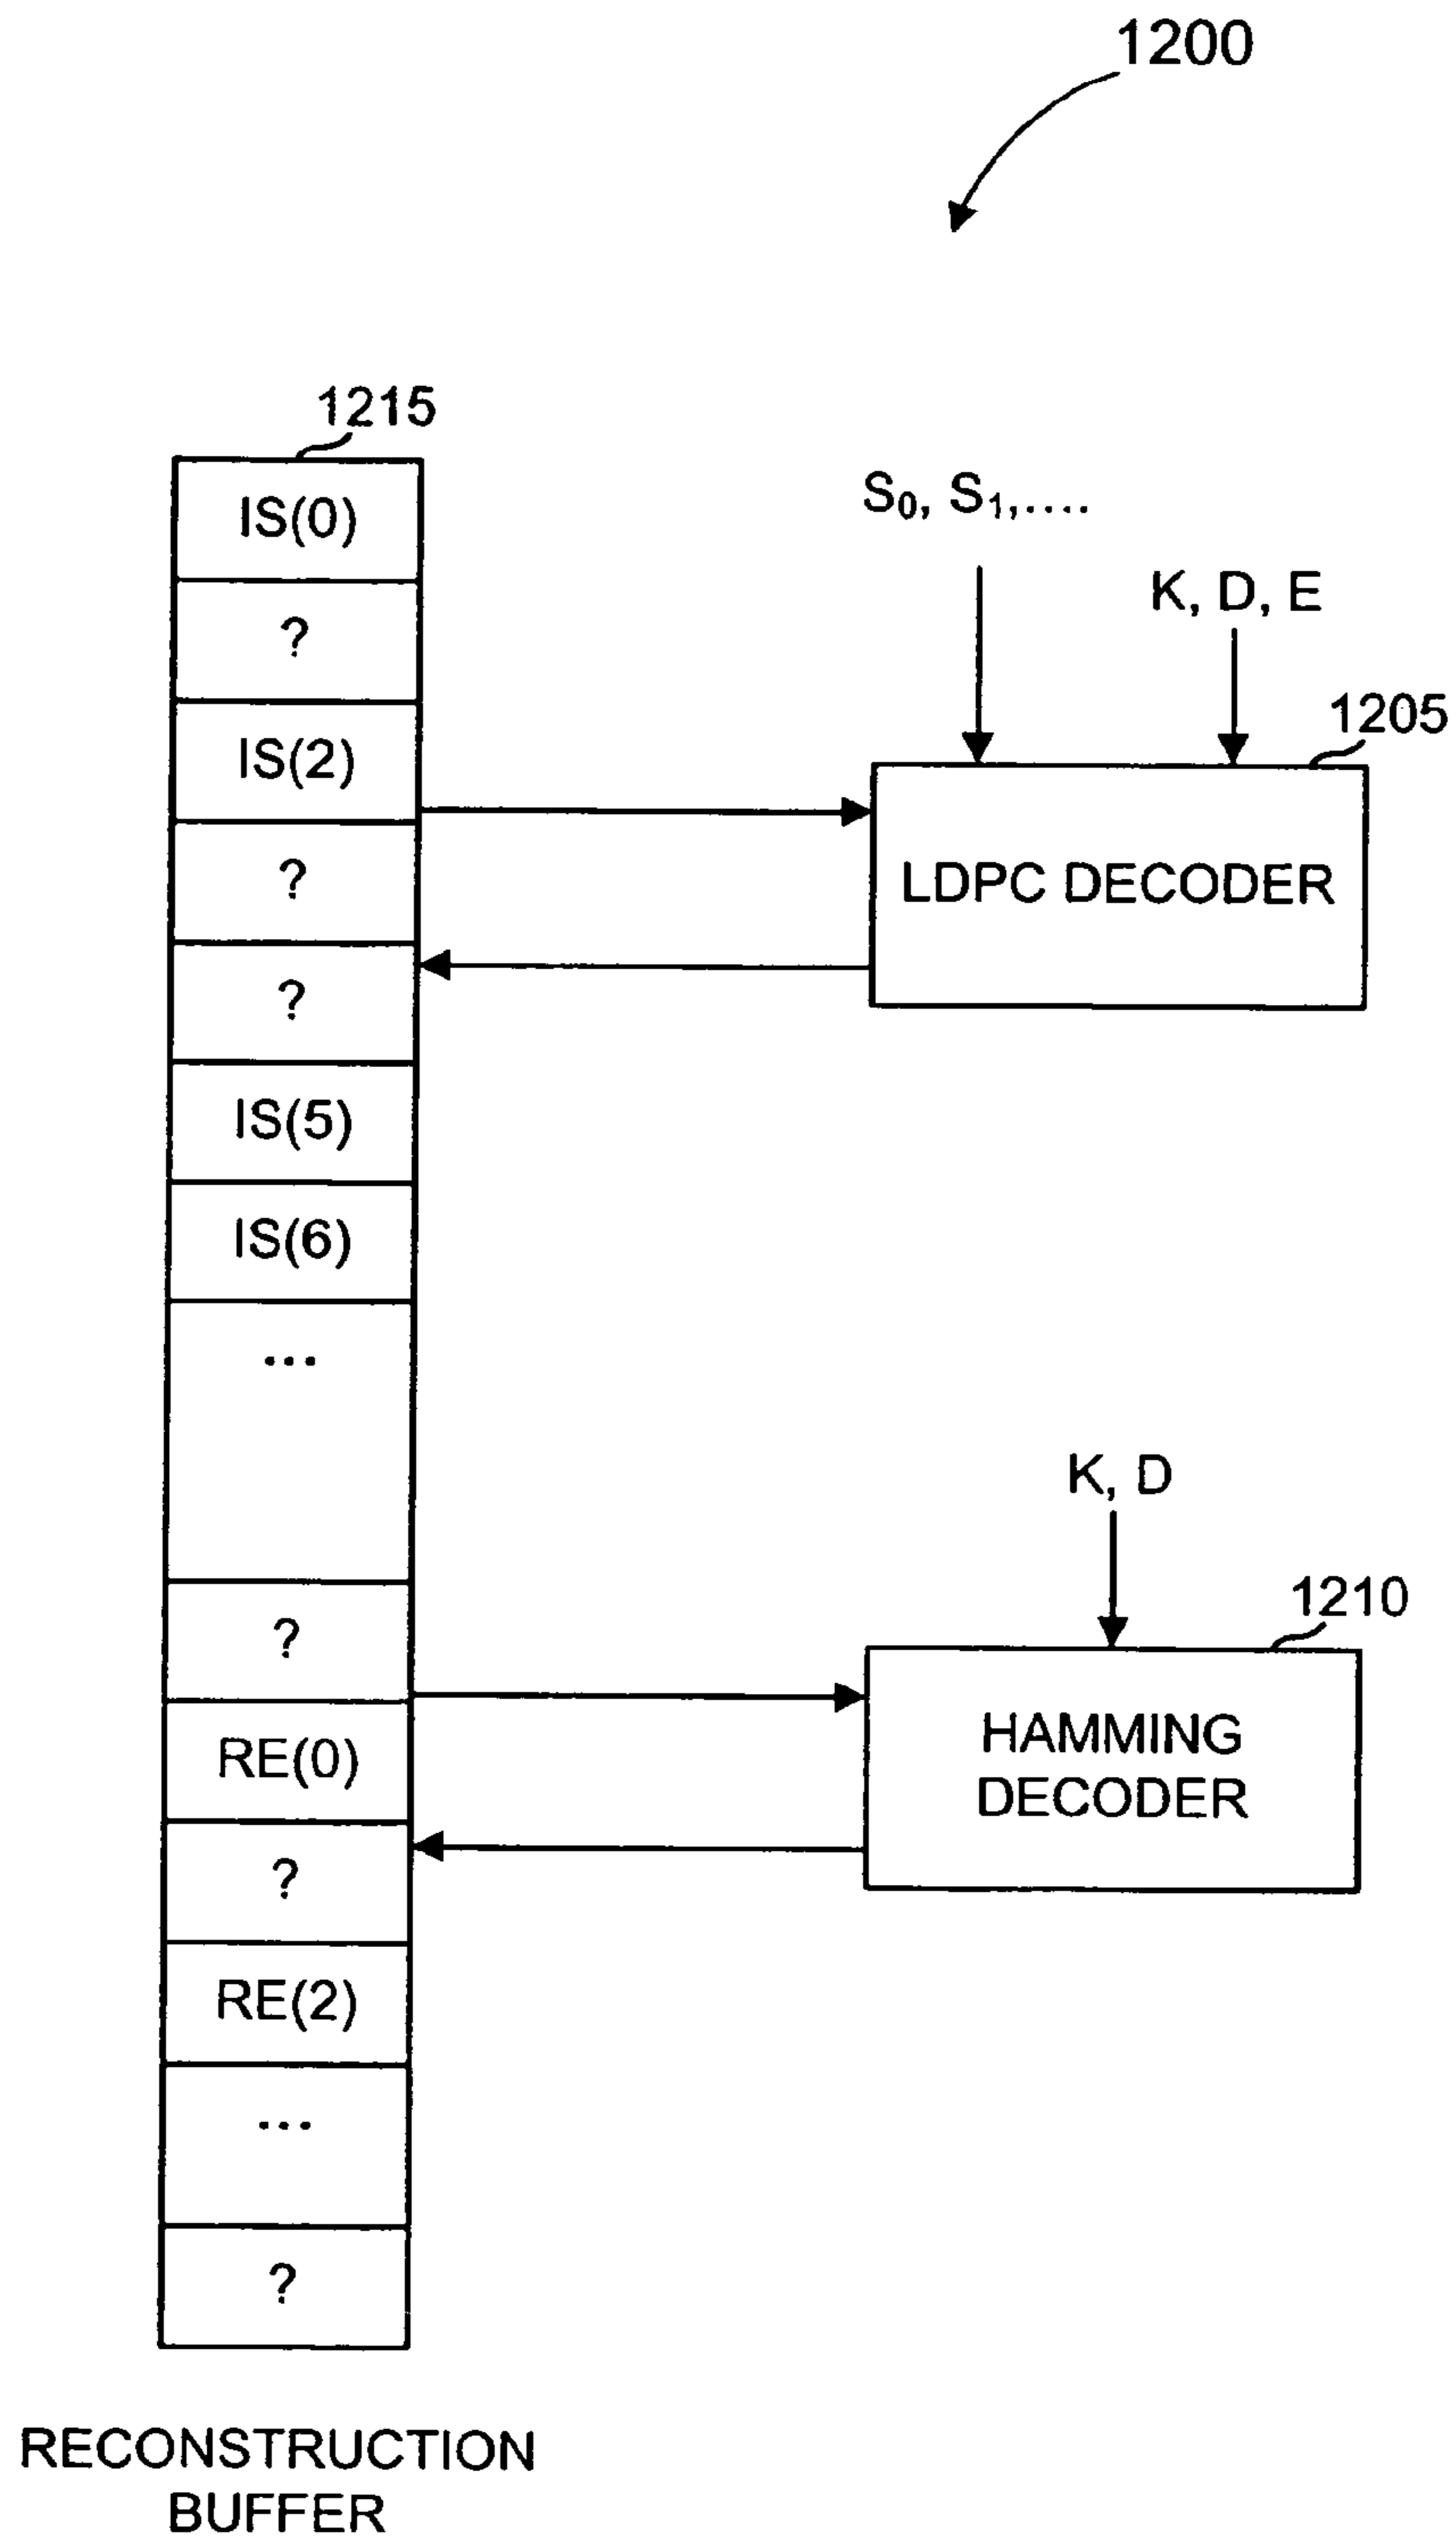 1200
1215
IS(0)
?
IS(2)
?
?
IS(5)
IS(6)
...
?
RE(0)
?
RE(2)
...
?
RECONSTRUCTION
BUFFER
S₀, S₁,....
K, D, E
1205
LDPC DECODER
K, D
1210
HAMMING
DECODER